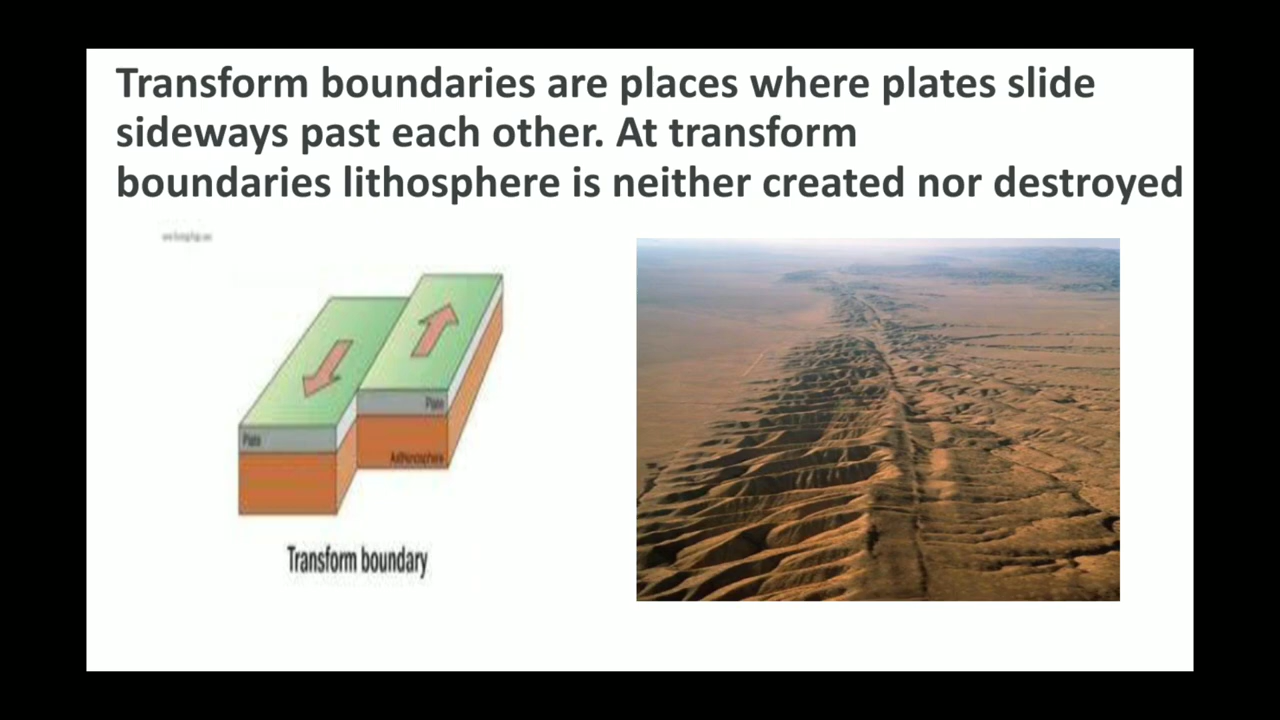 Transform boundaries are places where plates slide
sideways past each other. At transform
boundaries lithosphere is neither created nor destroyed
Plate
Plate
Asthenosphere
Transform boundary